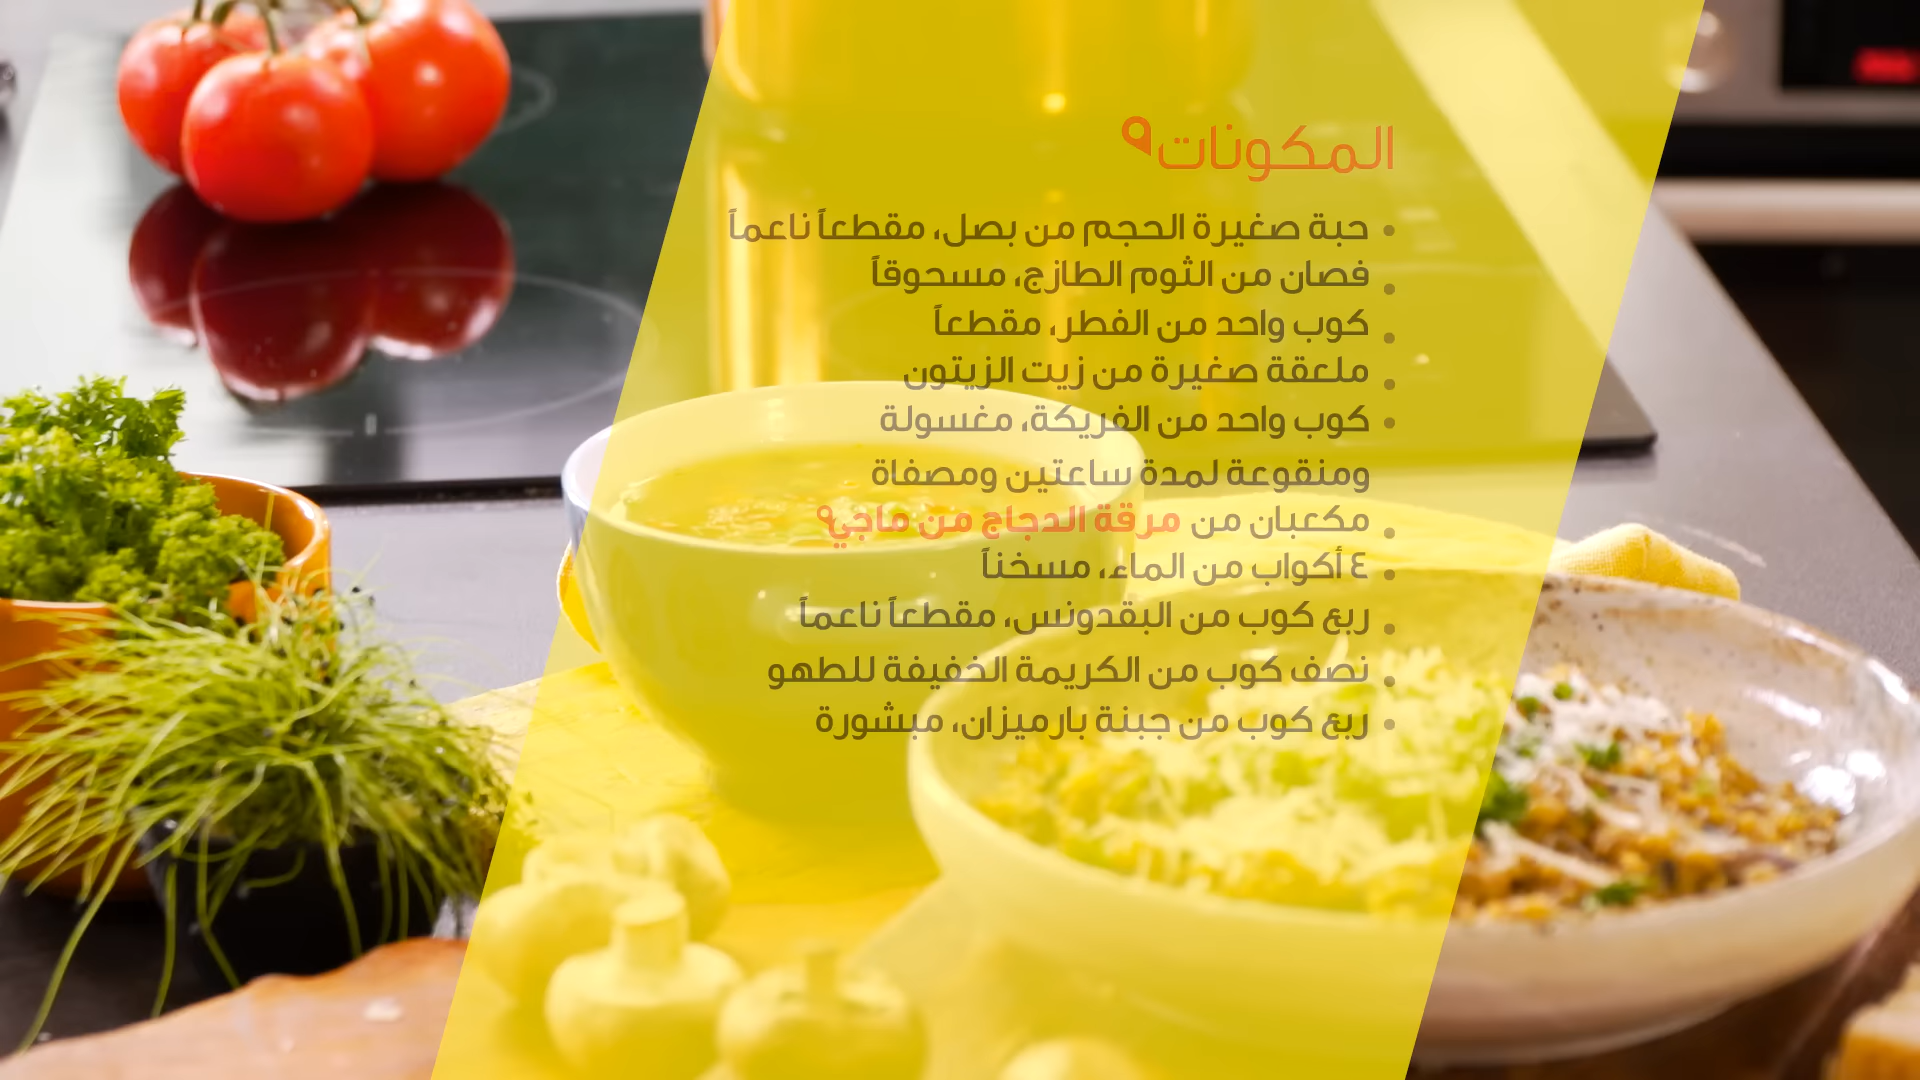 المكونات
• حبة صغيرة الحجم من بصل، مقطعاً ناعماً
• فصان من الثوم الطازج، مسحوقاً
• كوب واحد من الفطر، مقطعاً
• ملعقة صغيرة من زيت الزيتون
• كوب واحد من الفريكة، مغسولة
ومنقوعة لمدة ساعتين ومصفاة
• مكعبان من مرقة الدجاج من ماجي
• ٤ أكواب من الماء، مسخناً
• ربع كوب من البقدونس، مقطعاً ناعماً
• نصف كوب من الكريمة الخفيفة للطهو
• ربع كوب من جبنة بارميزان، مبشورة